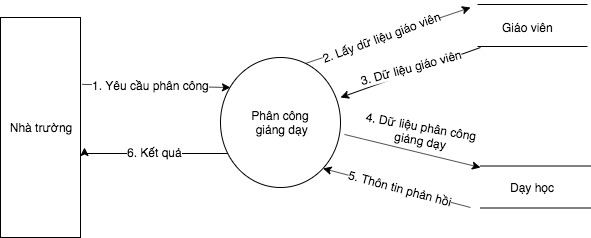 Nhà trường
1. Yêu cầu phân công
Phân công
giảng dạy
6. Kết quả
2. Lấy dữ liệu giáo viên
Giáo viên
3. Dữ liệu giáo viên
4. Dữ liệu phân công
giảng dạy
5. Thôn tin phản hồi
Dạy học